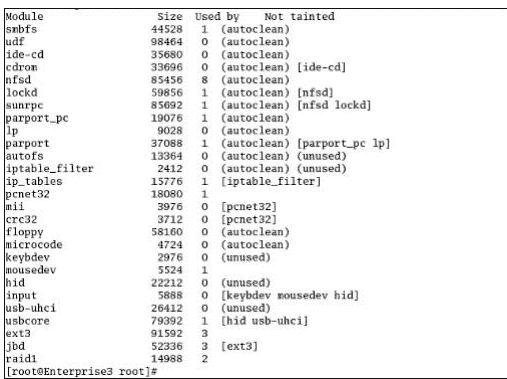 Module                  Size  Used by    Not tainted
smbfs                  44528   1  (autoclean)
udf                    98464   0  (autoclean)
ide-cd                 35680   0  (autoclean)
cdrom                  33696   0  (autoclean) [ide-cd]
nfsd                   85456   8  (autoclean)
lockd                  59856   1  (autoclean) [nfsd]
sunrpc                 85692   1  (autoclean) [nfsd lockd]
parport_pc             19076   1  (autoclean)
lp                      9028   0  (autoclean)
parport                37088   1  (autoclean) [parport_pc lp]
autofs                 13364   0  (autoclean) (unused)
iptable_filter          2412   0  (autoclean) (unused)
ip_tables              15776   1  [iptable_filter]
pcnet32                18080   1
mii                     3976   0  [pcnet32]
crc32                   3712   0  [pcnet32]
floppy                 58160   0  (autoclean)
microcode               4724   0  (autoclean)
keybdev                 2976   0  (unused)
mousedev                5524   1
hid                    22212   0  (unused)
input                   5888   0  [keybdev mousedev hid]
usb-uhci               26412   0  (unused)
usbcore                79392   1  [hid usb-uhci]
ext3                   91592   3
jbd                    52336   3  [ext3]
raid1                  14988   2
[root@Enterprise3 root]#